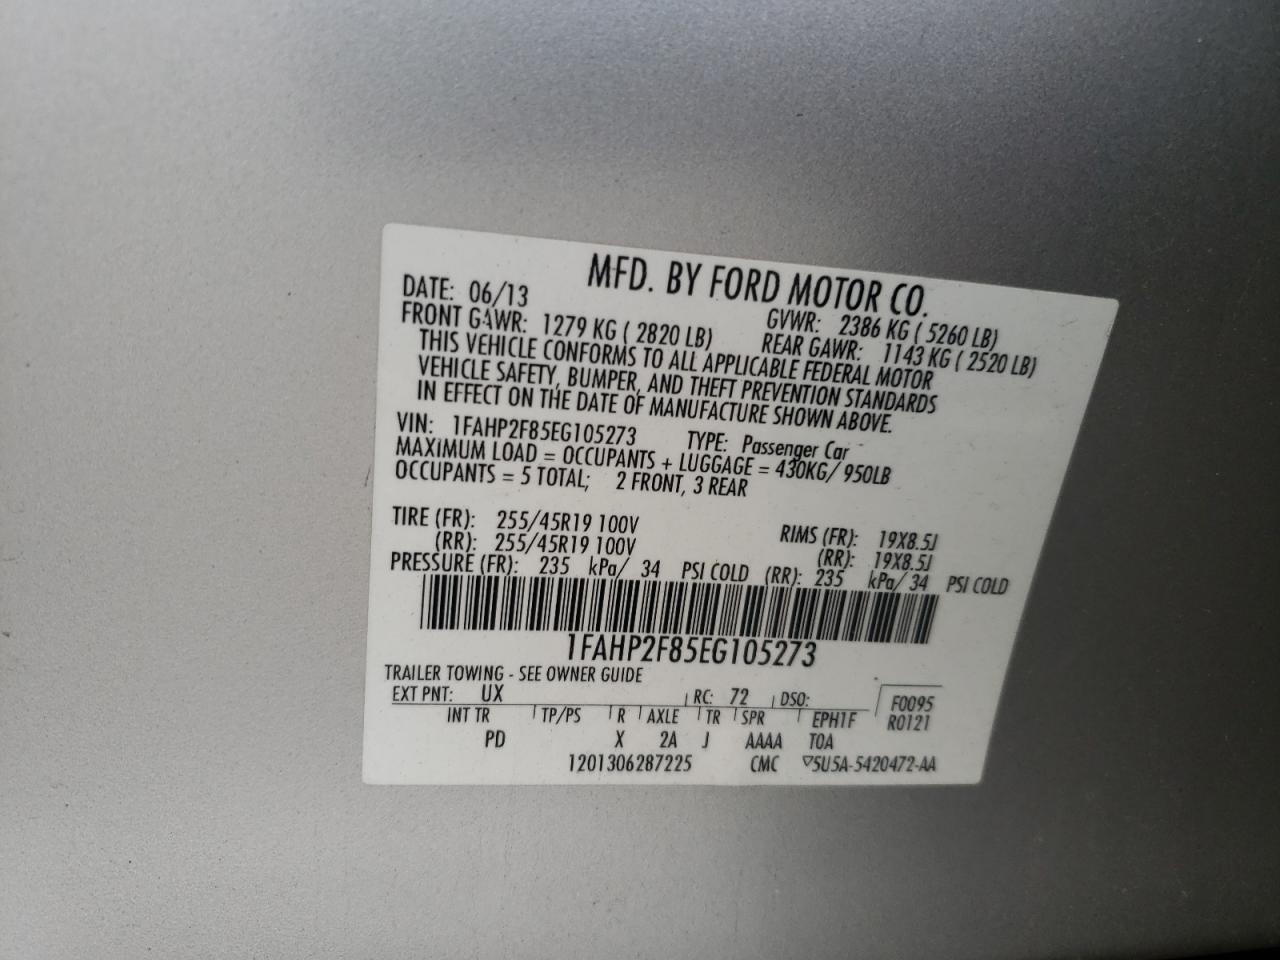 MFD. BY FORD MOTOR CO.
DATE: 06/13 GVWR: 2386 KG ( 5260 LB)
FRONT GAWR: 1279 KG ( 2820 LB) REAR GAWR: 1143 KG ( 2520 LB)
THIS VEHICLE CONFORMS TO ALL APPLICABLE FEDERAL MOTOR
VEHICLE SAFETY, BUMPER, AND THEFT PREVENTION STANDARDS
IN EFFECT ON THE DATE OF MANUFACTURE SHOWN ABOVE.
VIN: 1FAHP2F85EG105273 TYPE: Passenger Car
MAXIMUM LOAD = OCCUPANTS + LUGGAGE = 430KG/ 950LB
OCCUPANTS = 5 TOTAL; 2 FRONT, 3 REAR
TIRE (FR): 255/45R19 100V RIMS (FR): 19X8.5J
(RR): 255/45R19 100V (RR): 19X8.5J
PRESSURE (FR): 235 kPa/ 34 PSI COLD (RR): 235 kPa/ 34 PSI COLD
1FAHP2F85EG105273
TRAILER TOWING - SEE OWNER GUIDE
EXT PNT: UX RC: 72 DSO: F0095
INT TR TP/PS R AXLE TR SPR EPH1F R0121
PD X 2A J AAAA TOA
1201306287225 CMC ▽5U5A-5420472-AA